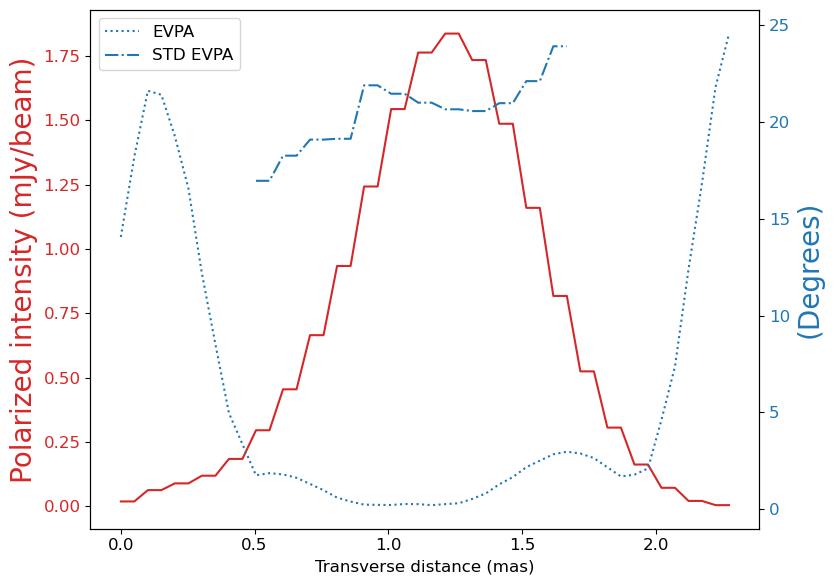 EVPA
STD EVPA
Polarized intensity (mJy/beam)
1.75
1.50
1.25
1.00
0.75
0.50
0.25
0.00
25
20
15
10
5
0
(Degrees)
0.0 0.5 1.0 1.5 2.0
Transverse distance (mas)